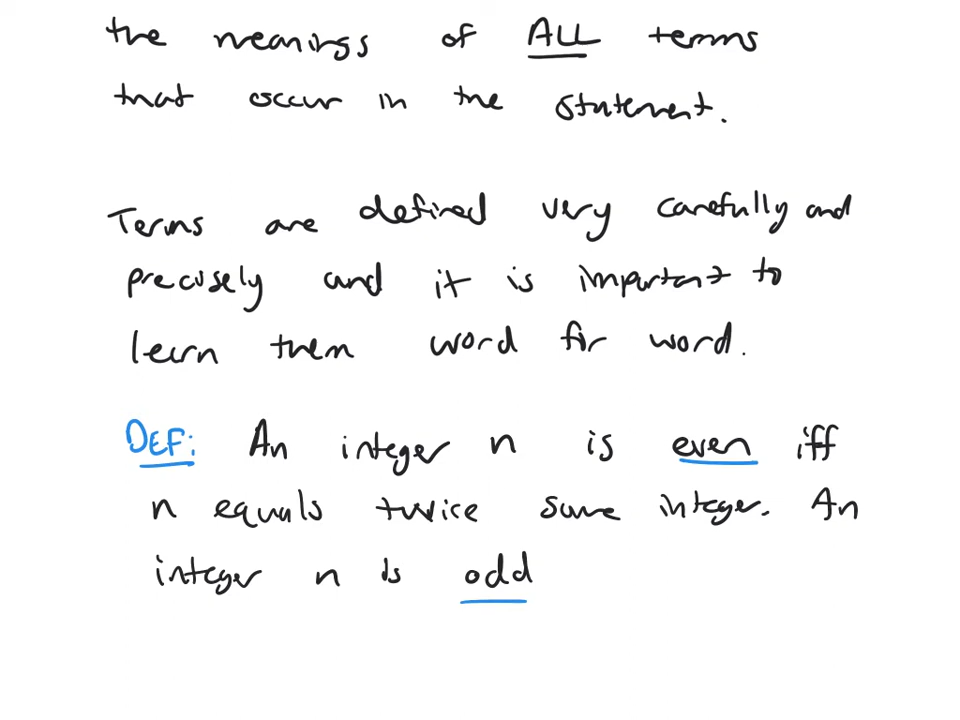 the meanings of ALL terms
that occur in the statement.
Terms are defined very carefully and
precisely and it is important to
learn them word for word.
DEF: An integer n is even iff
n equals twice some integer. An
integer n is odd